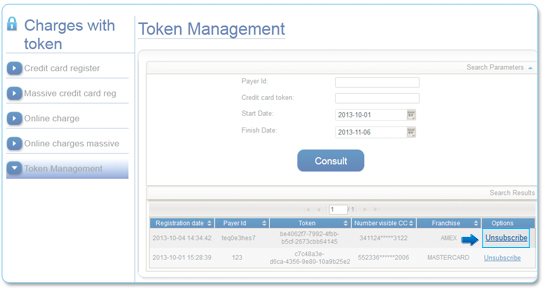 Charges with token
Token Management
Credit card register
Massive credit card reg
Online charge
Online charges massive
Token Management
Search Parameters
Payer Id:
Credit card token:
Start Date: 2013-10-01
Finish Date: 2013-11-06
Consult
Search Results
1 / 1
Registration date Payer Id Token Number visible CC Franchise Options
2013-10-04 14:34:42 341124*****3122 AMEX Unsubscribe
be4062f7-7992-4fbb-
b5cf-2673cbb64145
2013-10-01 15:28:39 123 552336******2006 MASTERCARD Unsubscribe
c7c48a3e-
d6ca-4356-9e80-10a9b25e2